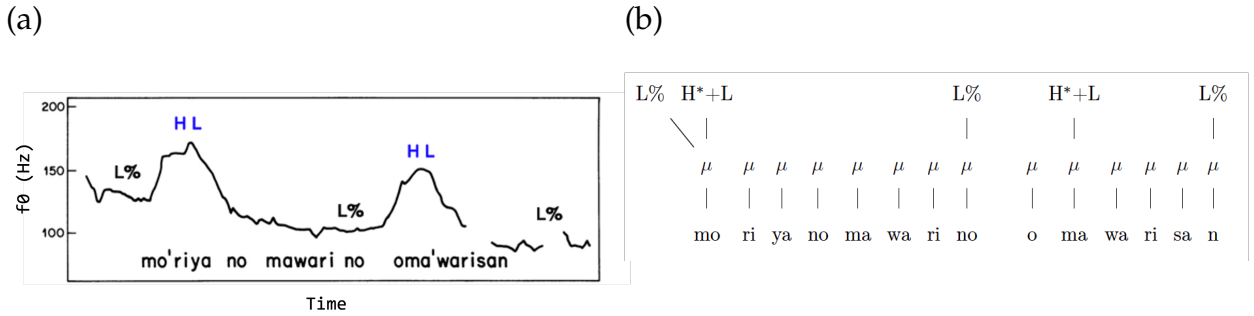 (a)
200
150
100
f0 (Hz)
L%
H L
L%
H L
L%
mo'riya no mawari no oma'warisan
Time
(b)
L% H*+L L% H*+L L%
μ μ μ μ μ μ μ μ μ μ μ μ μ μ
mo ri ya no ma wa ri no o ma wa ri sa n